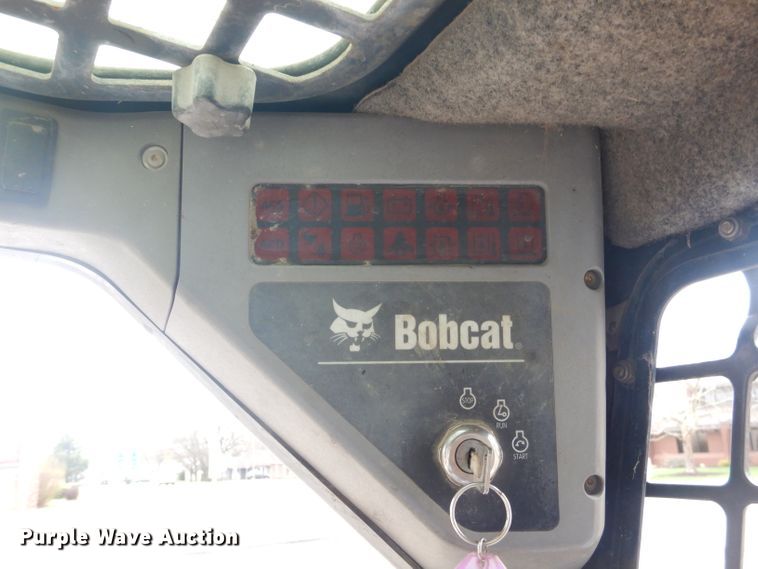 Bobcat
STOP
RUN
START
Purple Wave Auction